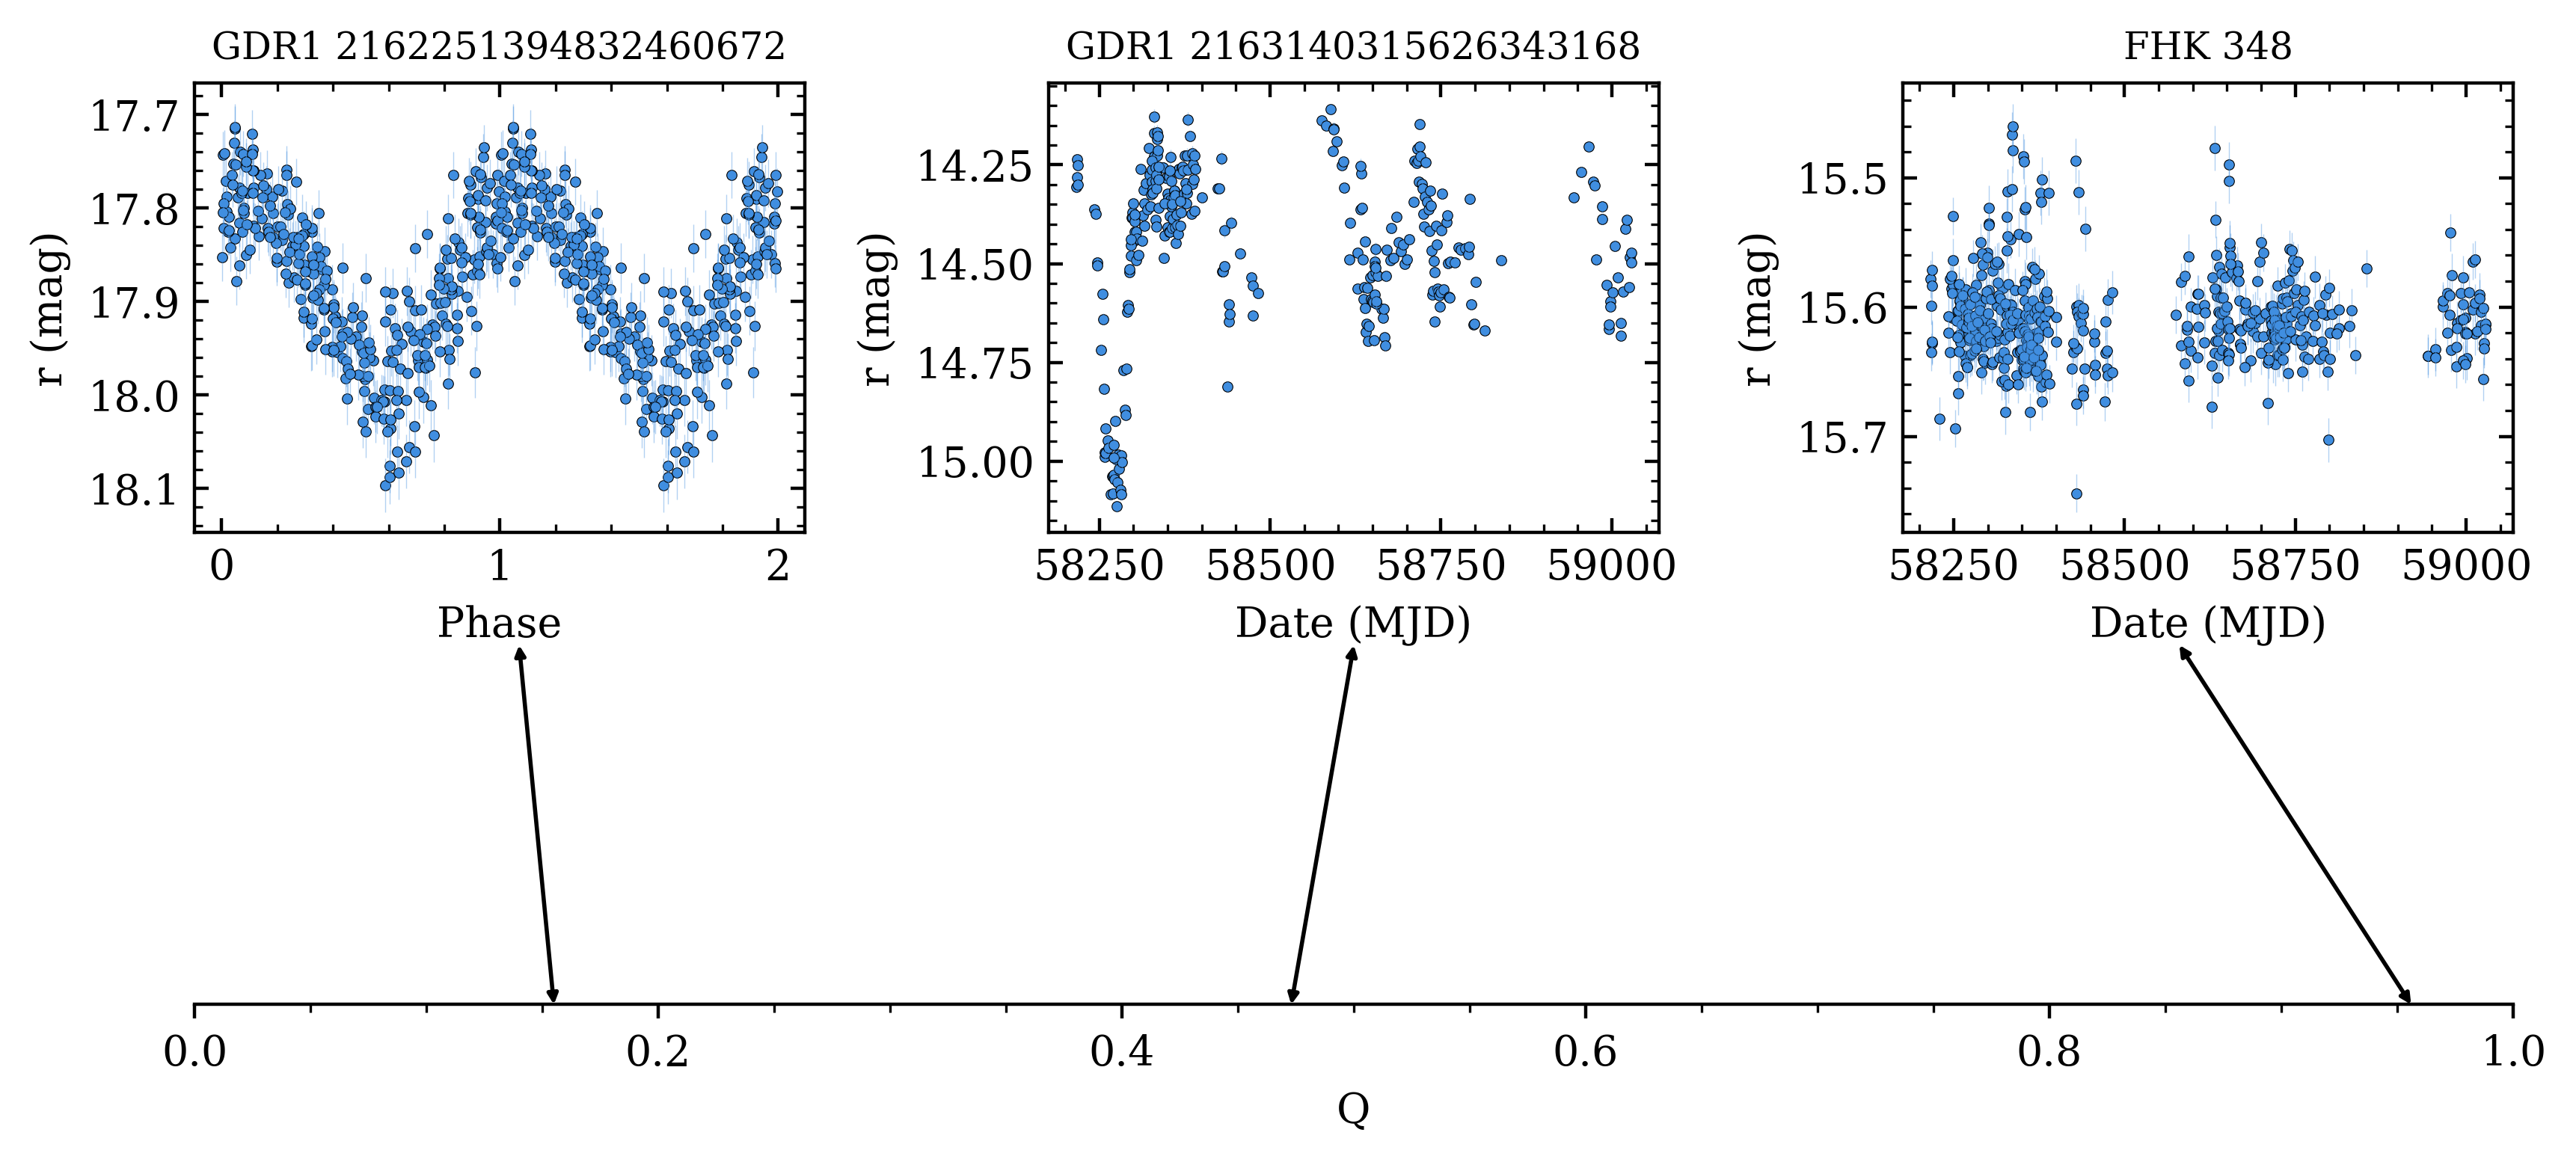 GDR1 2162251394832460672
GDR1 2163140315626343168
FHK 348
r (mag)
17.7
17.8
17.9
18.0
18.1
0
1
2
Phase
r (mag)
14.25
14.50
14.75
15.00
58250
58500
58750
59000
Date (MJD)
r (mag)
15.5
15.6
15.7
58250
58500
58750
59000
Date (MJD)
0.0
0.2
0.4
0.6
0.8
1.0
Q